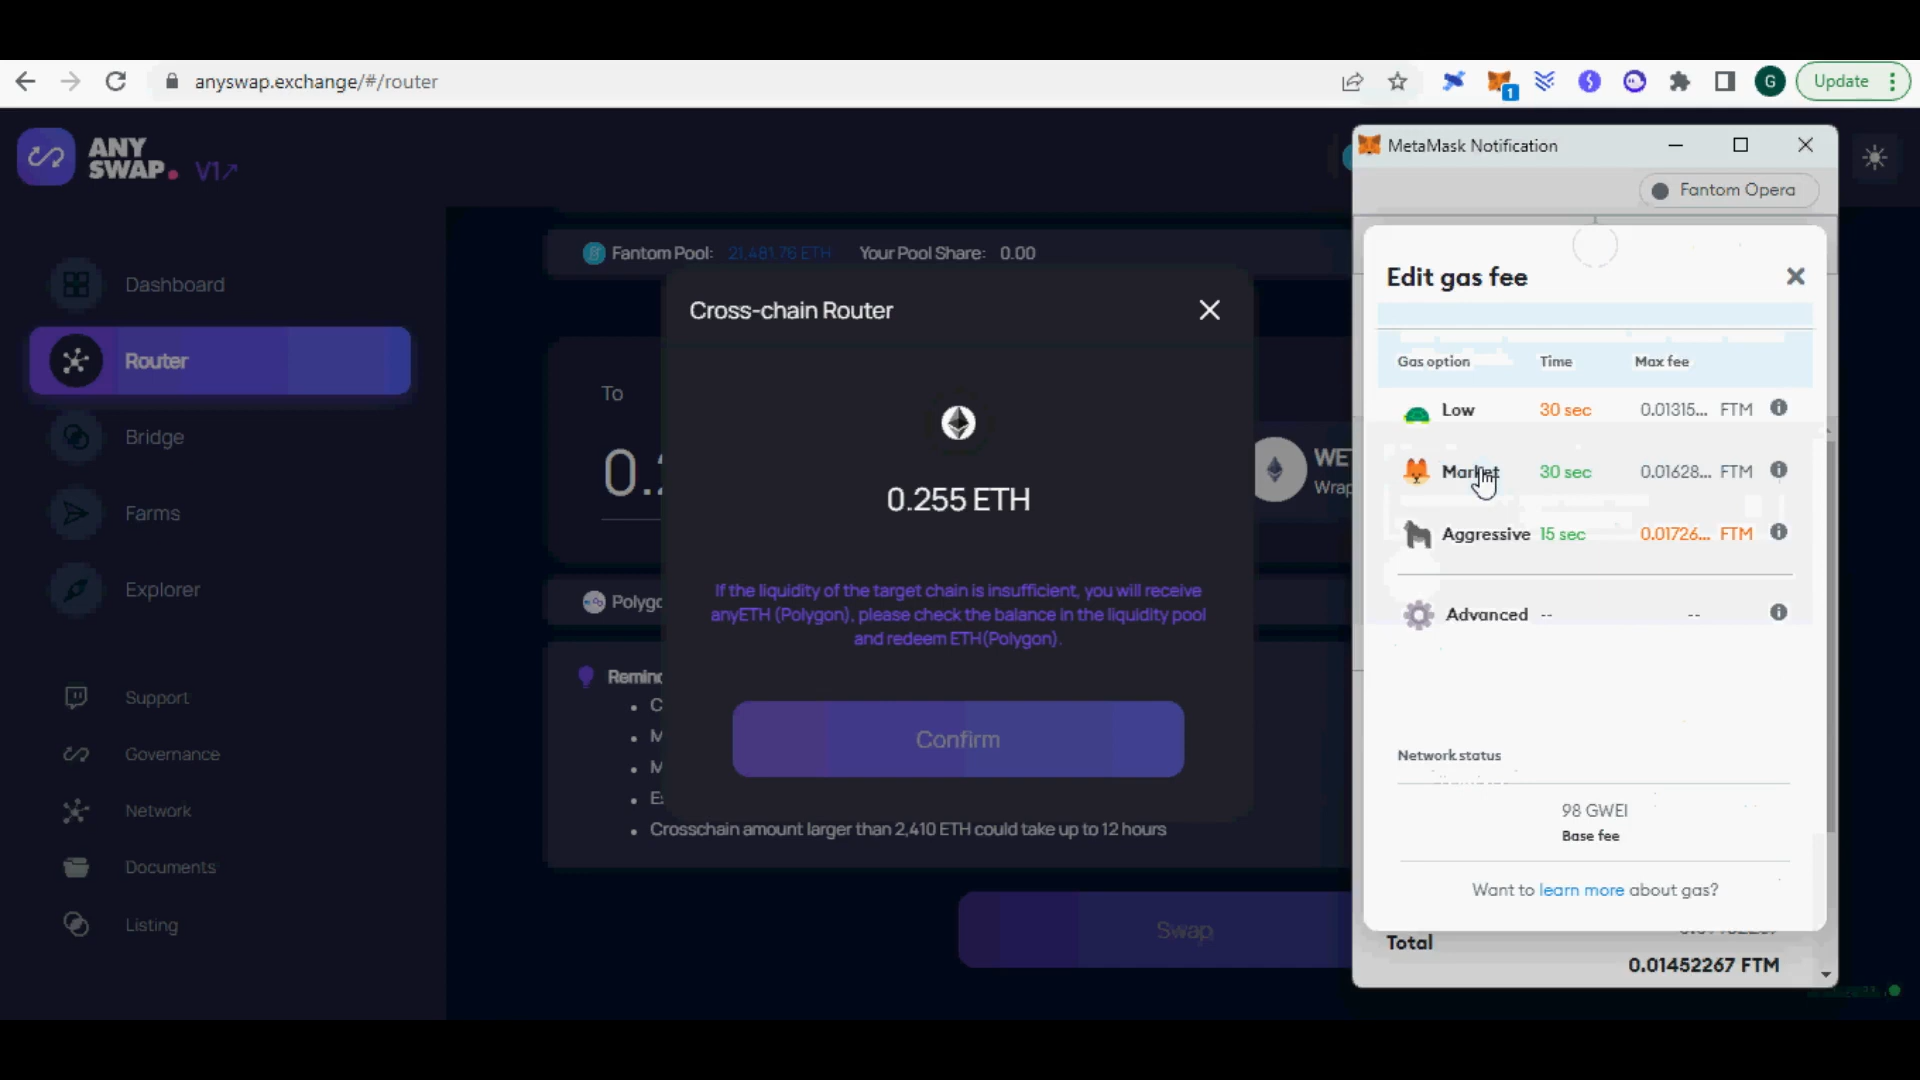 anyswap.exchange/#/router
1
G
Update
ANY
SWAP.
V1↗
Dashboard
Router
Bridge
Farms
Explorer
Support
Governance
Network
Documents
Listing
Fantom Pool: 21,481.76 ETH Your Pool Share: 0.00
To
Cross-chain Router
0.255 ETH
If the liquidity of the target chain is insufficient, you will receive
anyETH (Polygon), please check the balance in the liquidity pool
and redeem ETH(Polygon).
Confirm
Crosschain amount larger than 2,410 ETH could take up to 12 hours
Swap
MetaMask Notification
Fantom Opera
Edit gas fee
Gas option Time Max fee
Low 30 sec 0.01315... FTM
Market 30 sec 0.01628... FTM
Aggressive 15 sec 0.01726... FTM
Advanced -- --
Network status
98 GWEI
Base fee
Want to learn more about gas?
Total
0.01452267 FTM